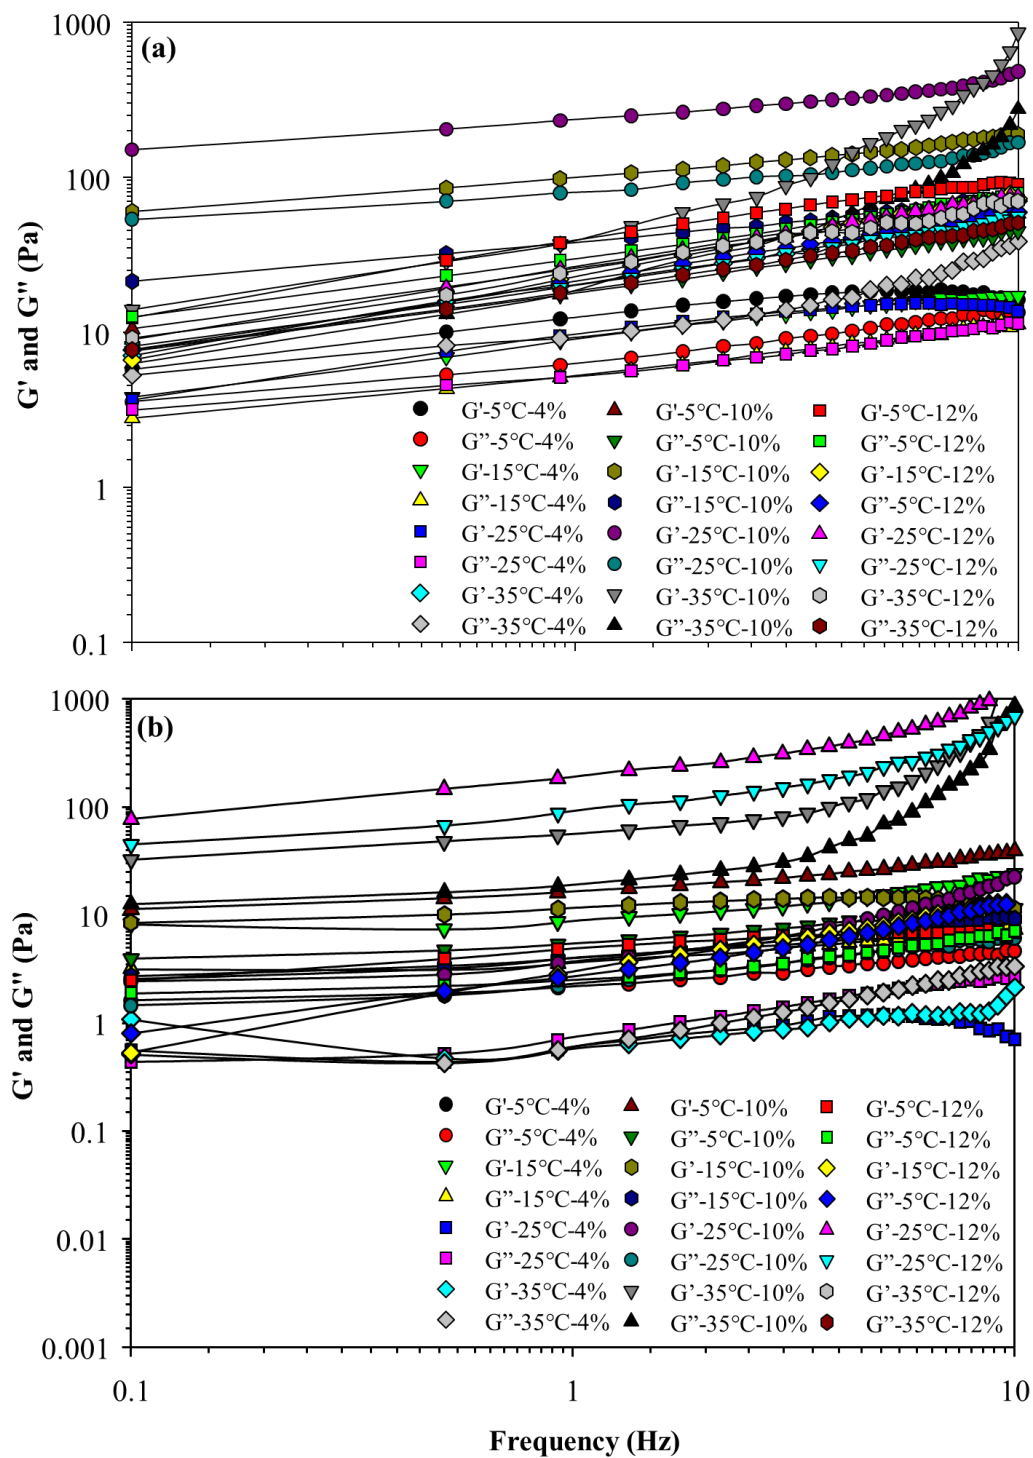 1000
(a)
100
10
1
0.1
G' and G" (Pa)
G'-5°C-4% G'-5°C-10% G'-5°C-12%
G”-5°C-4% G”-5°C-10% G”-5°C-12%
G'-15°C-4% G’-15°C-10% G’-15°C-12%
G”-15°C-4% G”-15°C-10% G”-5°C-12%
G’-25°C-4% G’-25°C-10% G’-25°C-12%
G”-25°C-4% G”-25°C-10% G”-25°C-12%
G’-35°C-4% G’-35°C-10% G’-35°C-12%
G”-35°C-4% G”-35°C-10% G”-35°C-12%
1000
(b)
100
10
1
0.1
0.01
0.001
G' and G" (Pa)
G'-5°C-4% G'-5°C-10% G'-5°C-12%
G”-5°C-4% G”-5°C-10% G”-5°C-12%
G'-15°C-4% G’-15°C-10% G’-15°C-12%
G”-15°C-4% G”-15°C-10% G”-5°C-12%
G’-25°C-4% G’-25°C-10% G’-25°C-12%
G”-25°C-4% G”-25°C-10% G”-25°C-12%
G’-35°C-4% G’-35°C-10% G’-35°C-12%
G”-35°C-4% G”-35°C-10% G”-35°C-12%
0.1 1 10
Frequency (Hz)